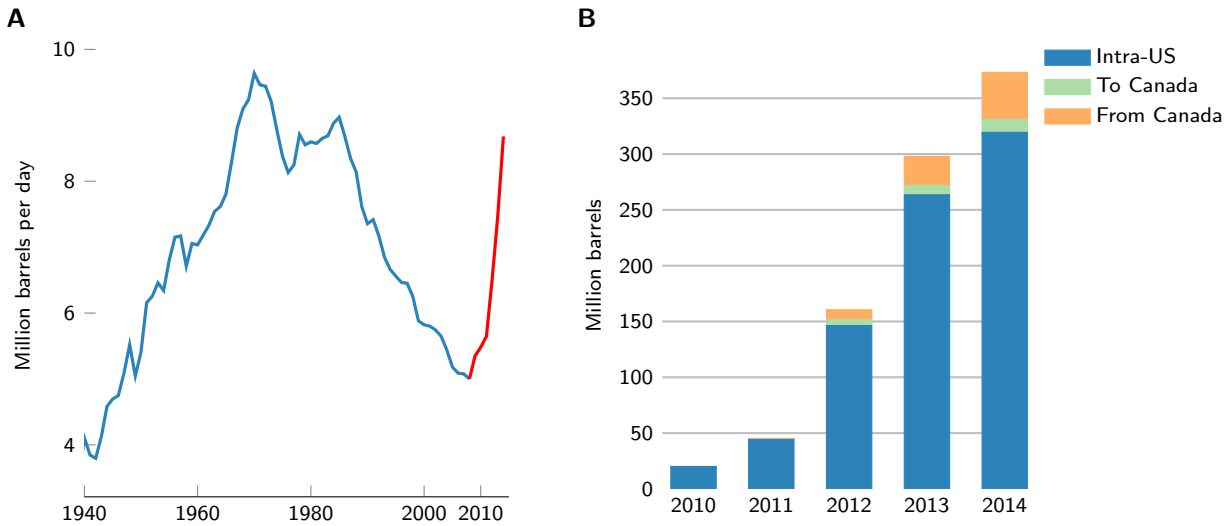 A
Million barrels per day
10
8
6
4
1940 1960 1980 2000 2010
B
Million barrels
350
300
250
200
150
100
50
0
2010 2011 2012 2013 2014
Intra-US
To Canada
From Canada